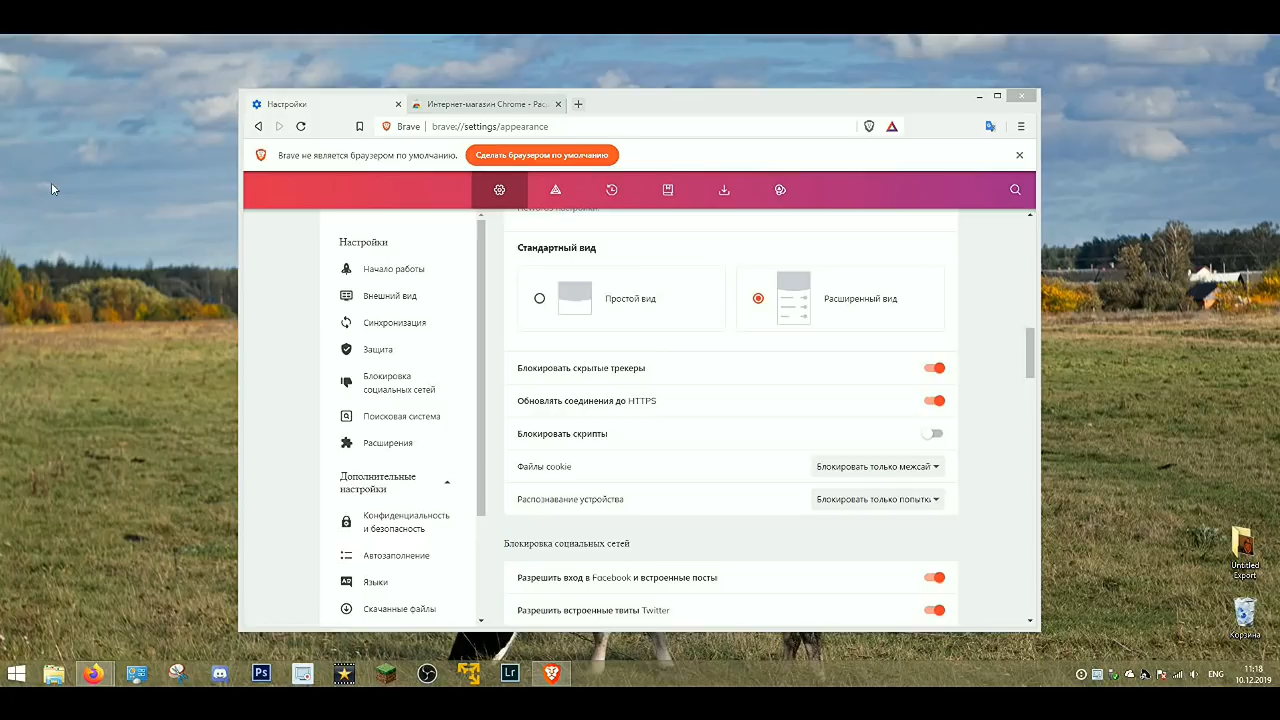 Настройки
Интернет-магазин Chrome - Рас
Brave
brave://settings/appearance
Brave не является браузером по умолчанию.
Сделать браузером по умолчанию
Настройки
Начало работы
Внешний вид
Синхронизация
Защита
Блокировка
социальных сетей
Поисковая система
Расширения
Дополнительные
настройки
Конфиденциальность
и безопасность
Автозаполнение
Языки
Скачанные файлы
Стандартный вид
Простой вид
Расширенный вид
Блокировать скрытые трекеры
Обновлять соединения до HTTPS
Блокировать скрипты
Файлы cookie
Блокировать только межсай
Распознавание устройства
Блокировать только попытк
Блокировка социальных сетей
Разрешить вход в Facebook и встроенные посты
Разрешить встроенные твиты Twitter
Untitled
Export
Корзина
Ps
Lr
ENG
11:18
10.12.2019